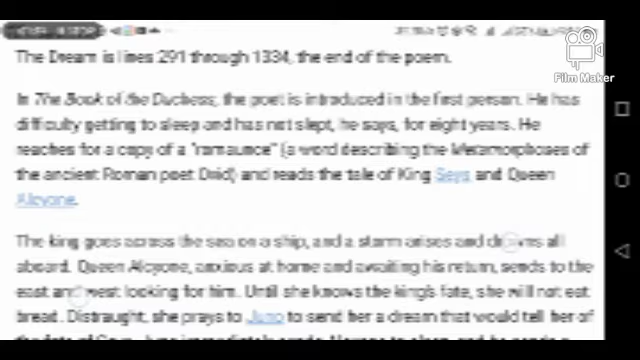 Film Maker
The Dream is lines 291 through 1334, the end of the poem.
In The Book of the Duchess, the poet is introduced in the first person. He has
difficulty getting to sleep and has not slept, he says, for eight years. He
reaches for a copy of a "romaunce" (a word describing the Metamorphoses of
the ancient Roman poet Ovid) and reads the tale of King Seys and Queen
Alcyone.
The king goes across the sea on a ship, and a storm arises and drowns all
aboard. Queen Alcyone, anxious at home and awaiting his return, sends to the
east and west looking for him. Until she knows the king's fate, she will not eat
bread. Distraught, she prays to Juno to send her a dream that would tell her of